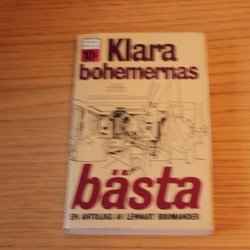 Klara
bohemernas
bästa
EN ANTOLOGI AV LENNART BROMANDER